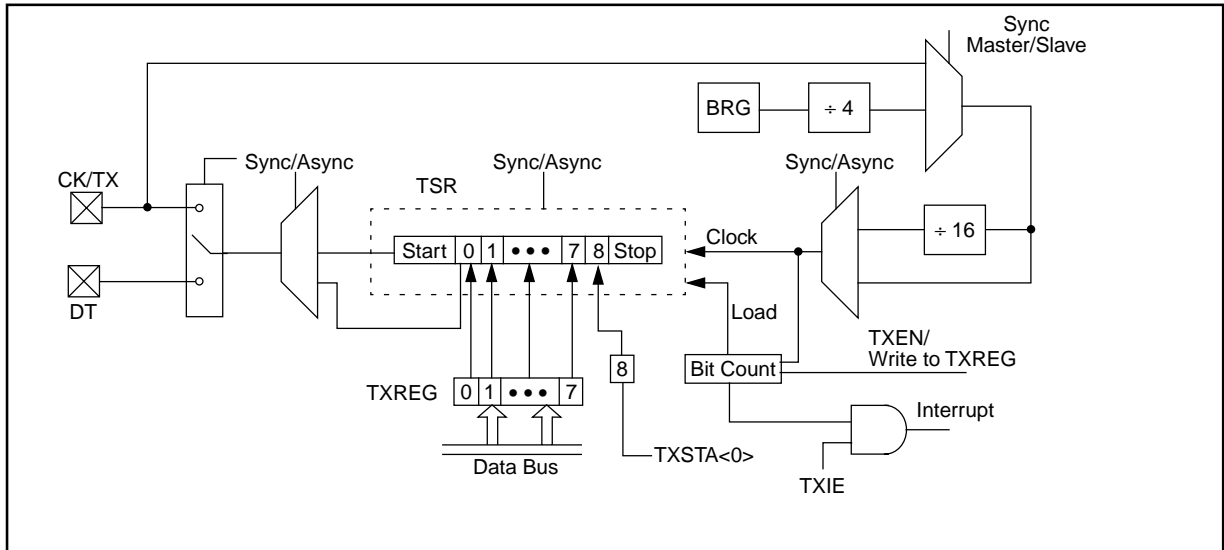 Sync
Master/Slave
BRG
÷ 4
Sync/Async
Sync/Async
Sync/Async
CK/TX
TSR
÷ 16
Start 0 1 ••• 7 8 Stop
Clock
DT
Load
TXEN/
Write to TXREG
Bit Count
8
TXREG 0 1 ••• 7
Interrupt
TXSTA<0>
Data Bus
TXIE